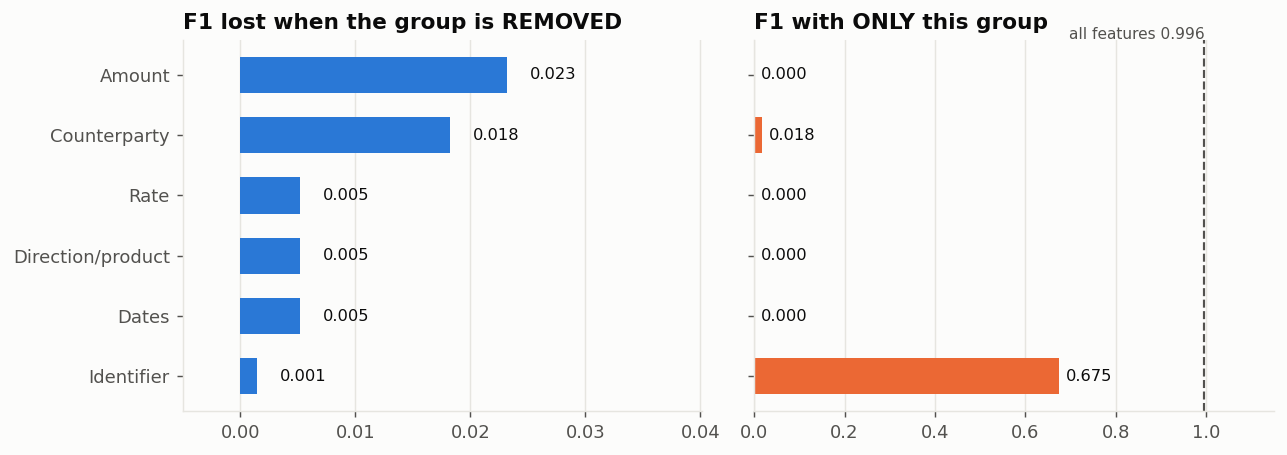 F1 lost when the group is REMOVED
Amount
0.023
Counterparty
0.018
Rate
0.005
Direction/product
0.005
Dates
0.005
Identifier
0.001
0.00 0.01 0.02 0.03 0.04
F1 with ONLY this group
all features 0.996
0.000
0.018
0.000
0.000
0.000
0.675
0.0 0.2 0.4 0.6 0.8 1.0